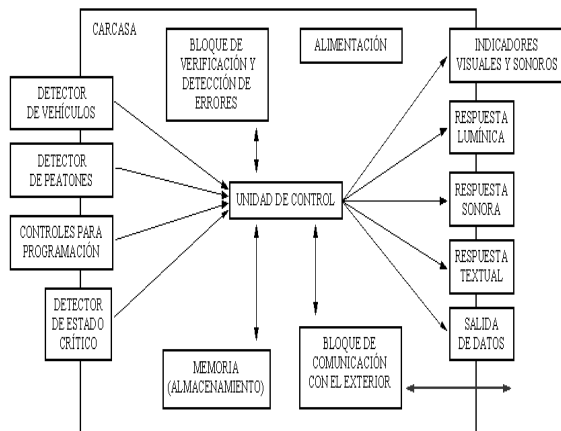 CARCASA
BLOQUE DE
VERIFICACIÓN Y
DETECCIÓN DE
ERRORES
ALIMENTACIÓN
INDICADORES
VISUALES Y SONOROS
DETECTOR
DE VEHÍCULOS
RESPUESTA
LUMÍNICA
DETECTOR
DE PEATONES
UNIDAD DE CONTROL
RESPUESTA
SONORA
CONTROLES PARA
PROGRAMACIÓN
RESPUESTA
TEXTUAL
DETECTOR
DE ESTADO
CRÍTICO
SALIDA
DE DATOS
MEMORIA
(ALMACENAMIENTO)
BLOQUE DE
COMUNICACIÓN
CON EL EXTERIOR